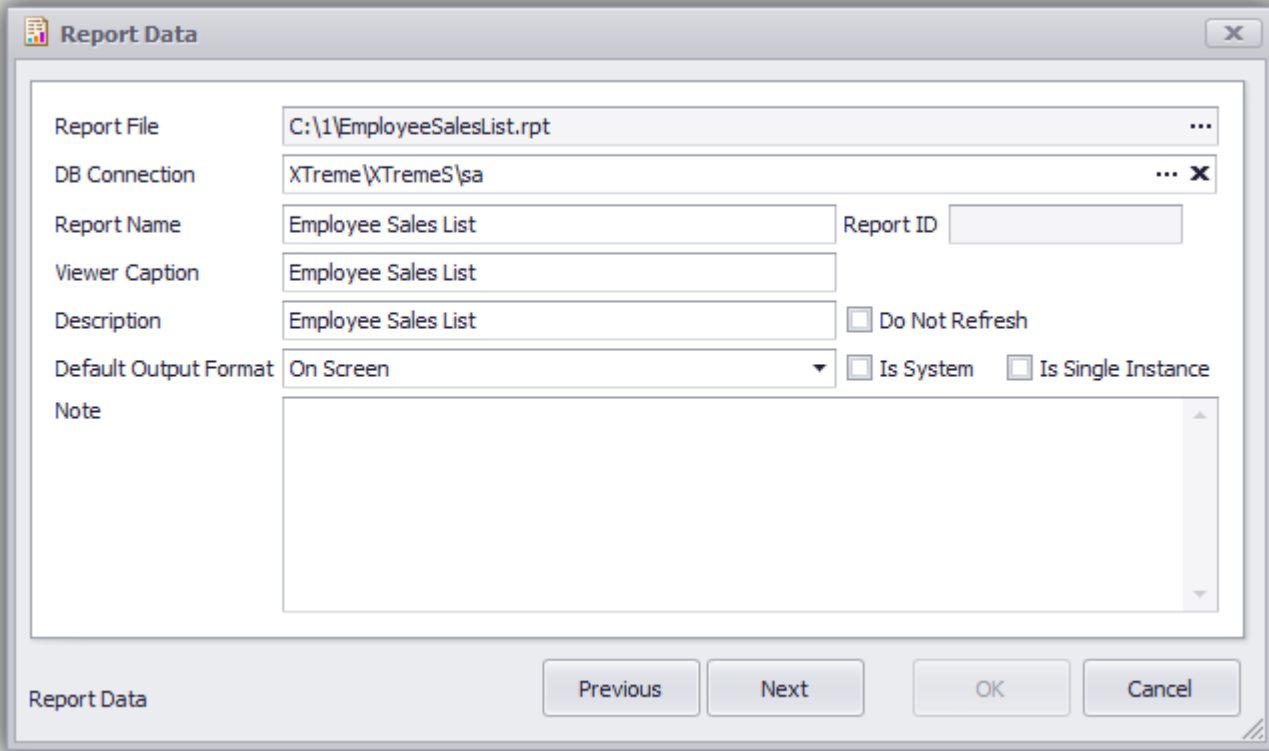 Report Data
Report File C:\1\EmployeeSalesList.rpt ...
DB Connection XTreme\XTremeS\sa ... x
Report Name Employee Sales List Report ID
Viewer Caption Employee Sales List
Description Employee Sales List Do Not Refresh
Default Output Format On Screen Is System Is Single Instance
Note
Report Data Previous Next OK Cancel